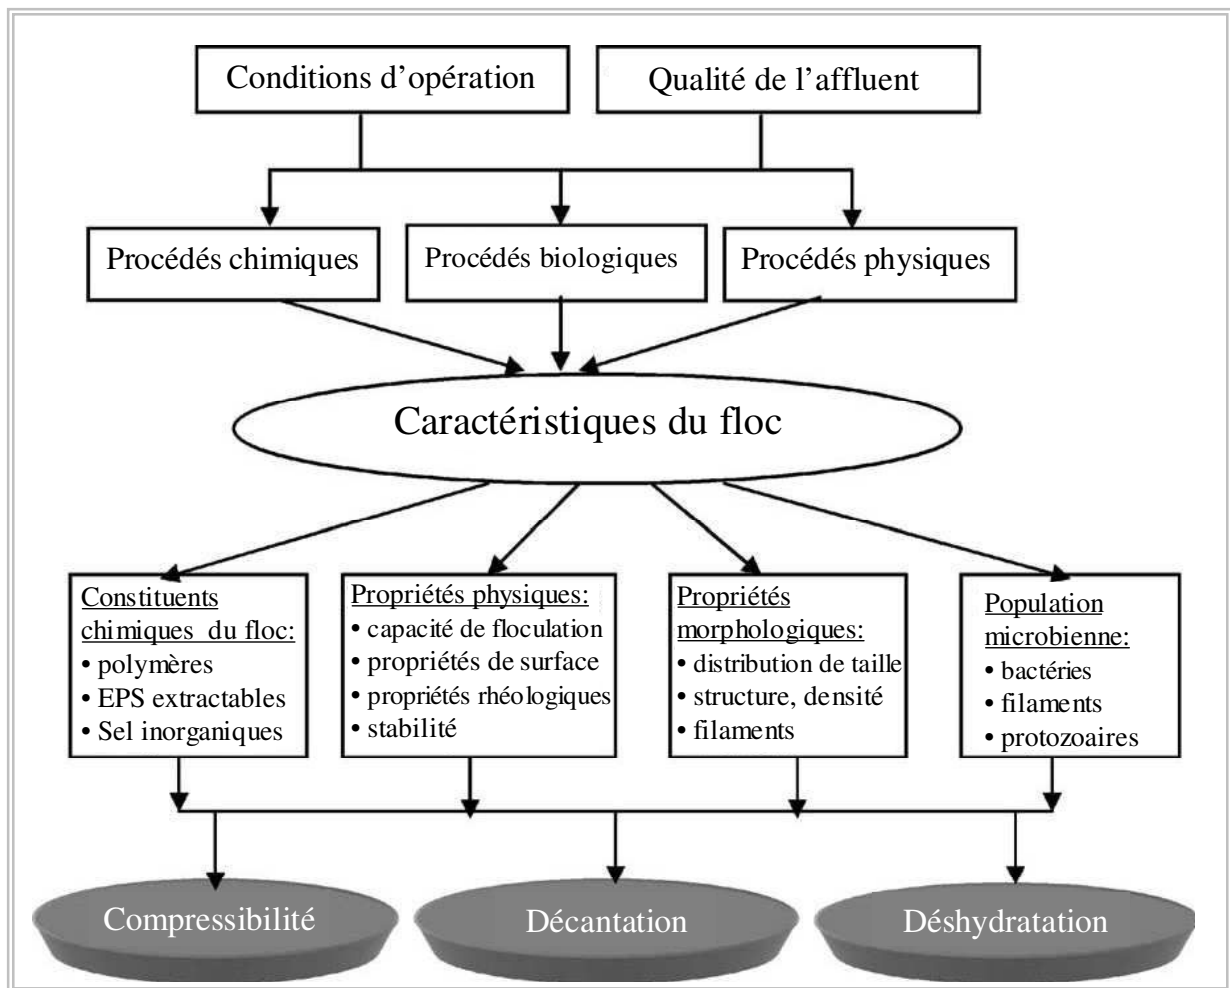 Conditions d’opération
Qualité de l’affluent
Procédés chimiques
Procédés biologiques
Procédés physiques
Caractéristiques du floc
Constituents
chimiques du floc:
• polymères
• EPS extractables
• Sel inorganiques
Propriétés physiques:
• capacité de floculation
• propriétés de surface
• propriétés rhéologiques
• stabilité
Propriétés
morphologiques:
• distribution de taille
• structure, densité
• filaments
Population
microbienne:
• bactéries
• filaments
• protozoaires
Compressibilité
Décantation
Déshydratation